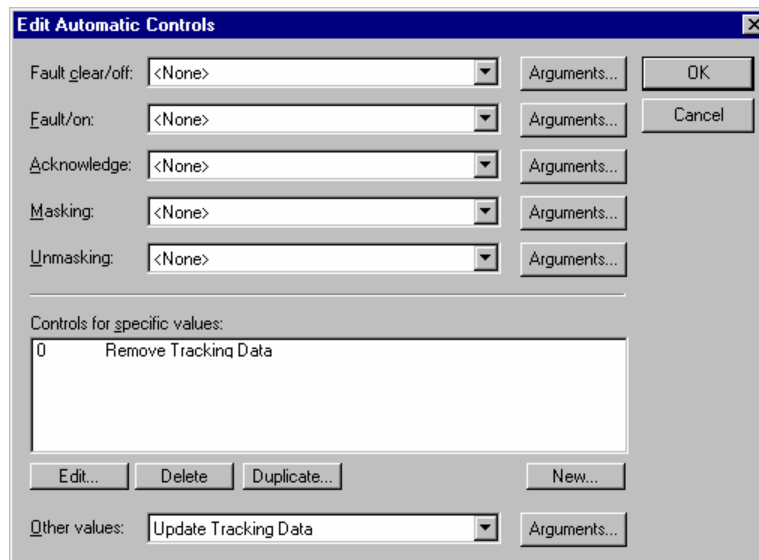 Edit Automatic Controls
Fault clear/off: <None> Arguments... OK
Fault/on: <None> Arguments... Cancel
Acknowledge: <None> Arguments...
Masking: <None> Arguments...
Unmasking: <None> Arguments...
Controls for specific values:
0 Remove Tracking Data
Edit... Delete Duplicate... New...
Other values: Update Tracking Data Arguments...